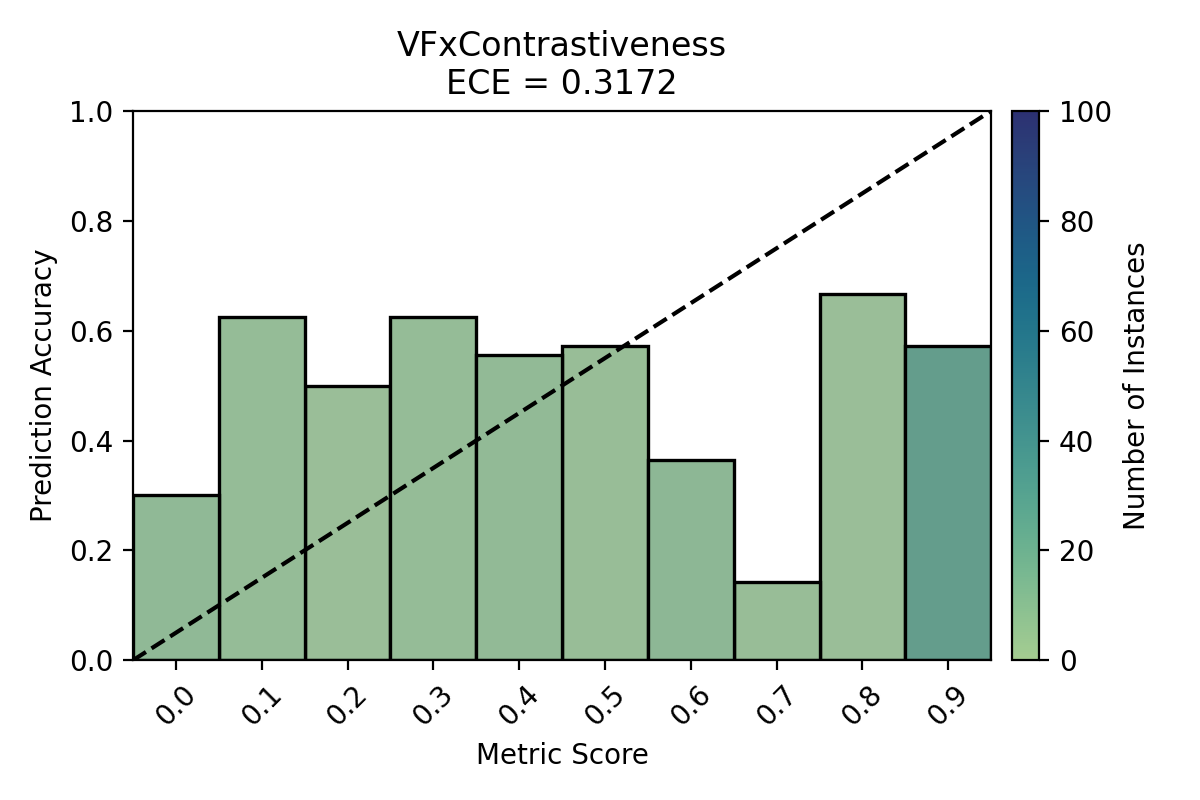 VFxContrastiveness
ECE = 0.3172
Prediction Accuracy
1.0
0.8
0.6
0.4
0.2
0.0
0.0 0.1 0.2 0.3 0.4 0.5 0.6 0.7 0.8 0.9
Metric Score
100
80
60
40
20
0
Number of Instances